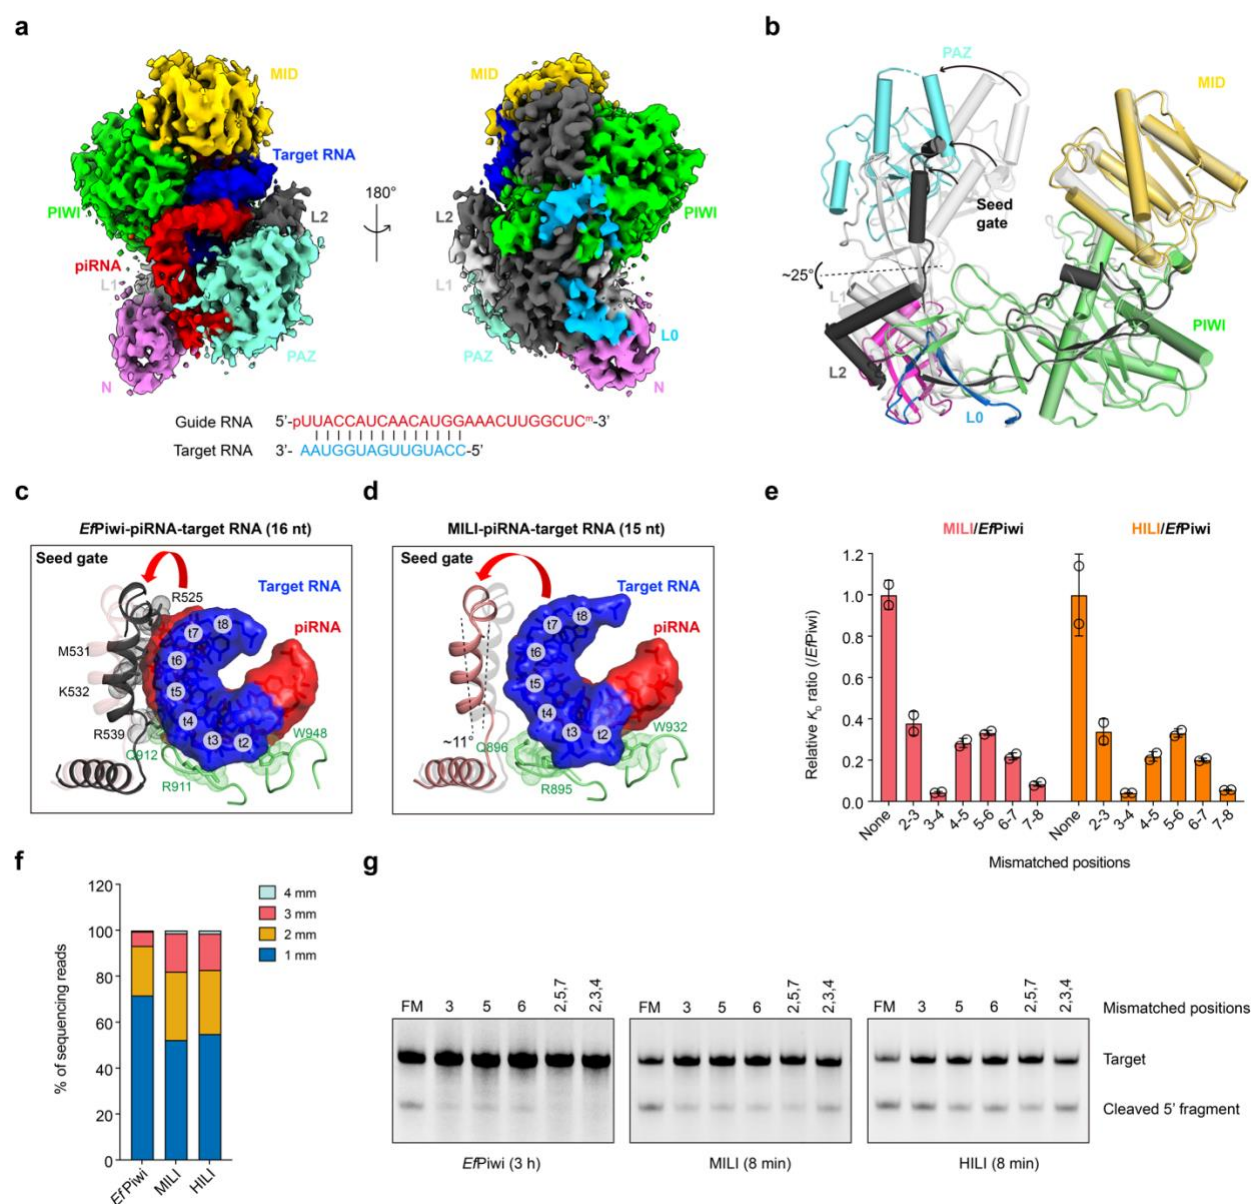 a
MID
Target RNA
PIWI
L2
piRNA
L1
PAZ
N
180°
MID
L2
PIWI
L0
PAZ
N
Guide RNA 5'-pUUACCAUCAACAUGGAAACUUGGCUCᵐ-3'
Target RNA 3'- AAUGGUAGUUGUACC-5'
b
PAZ
MID
Seed gate
~25°
L1
PIWI
L2
L0
c
EfPiwi-piRNA-target RNA (16 nt)
Seed gate
R525
Target RNA
t7 t8
piRNA
M531
t6
K532
t5
R539
t4
t3 t2
W948
Q912
R911
d
MILI-piRNA-target RNA (15 nt)
Seed gate
Target RNA
t7 t8
piRNA
t6
t5
t4
t3 t2
W932
~11°
Q896
R895
e
MILI/EfPiwi
HILI/EfPiwi
Relative K_D ratio (/EfPiwi)
1.2
1.0
0.8
0.6
0.4
0.2
0.0
None 2-3 3-4 4-5 5-6 6-7 7-8 None 2-3 3-4 4-5 5-6 6-7 7-8
Mismatched positions
f
% of sequencing reads
120
100
80
60
40
20
0
EfPiwi MILI HILI
4 mm
3 mm
2 mm
1 mm
g
FM 3 5 6 2,5,7 2,3,4
FM 3 5 6 2,5,7 2,3,4
FM 3 5 6 2,5,7 2,3,4
Mismatched positions
Target
Cleaved 5' fragment
EfPiwi (3 h)
MILI (8 min)
HILI (8 min)